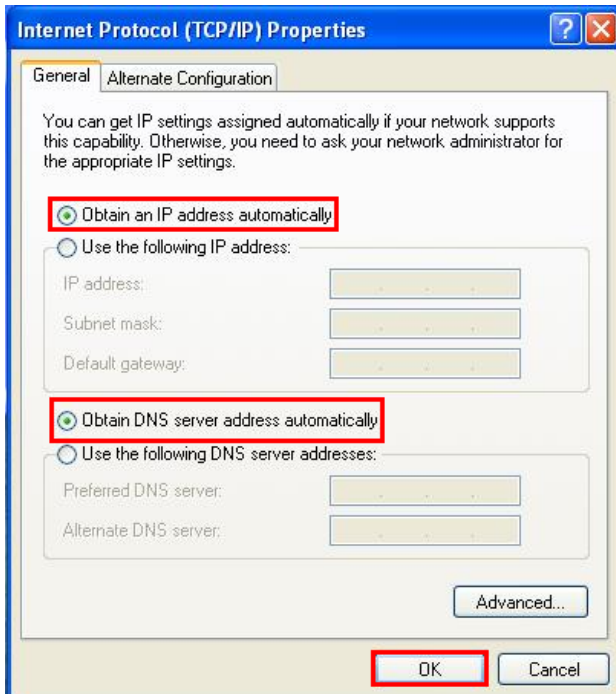 Internet Protocol (TCP/IP) Properties
General
Alternate Configuration
You can get IP settings assigned automatically if your network supports
this capability. Otherwise, you need to ask your network administrator for
the appropriate IP settings.
Obtain an IP address automatically
Use the following IP address:
IP address:
Subnet mask:
Default gateway:
Obtain DNS server address automatically
Use the following DNS server addresses:
Preferred DNS server:
Alternate DNS server:
Advanced...
OK
Cancel